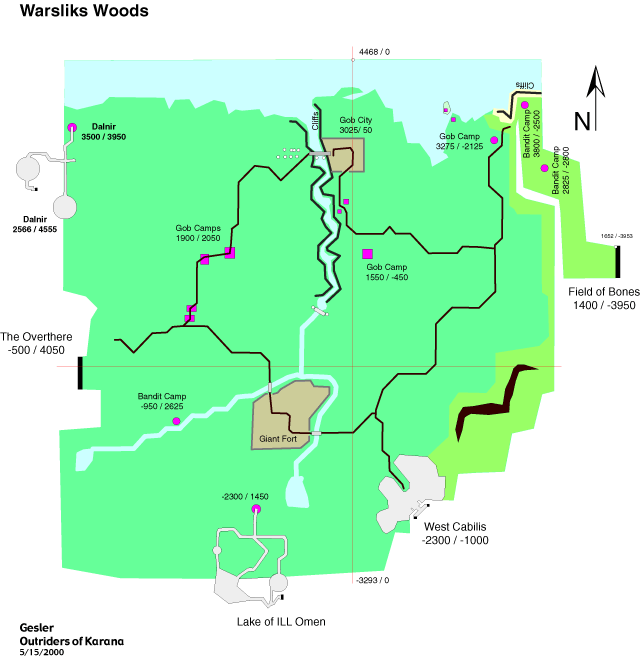 Warsliks Woods
4468 / 0
Cliffs
Cliffs
N
Dalnir
3500 / 3950
Gob City
3025/ 50
Gob Camp
3275 / -2125
Bandit Camp
3800 / -2500
Bandit Camp
2825 / -2800
Dalnir
2566 / 4555
Gob Camps
1900 / 2050
1652 / -3953
Gob Camp
1550 / -450
Field of Bones
1400 / -3950
The Overthere
-500 / 4050
Bandit Camp
-950 / 2625
Giant Fort
-2300 / 1450
West Cabilis
-2300 / -1000
-3293 / 0
Lake of ILL Omen
Gesler
Outriders of Karana
5/15/2000